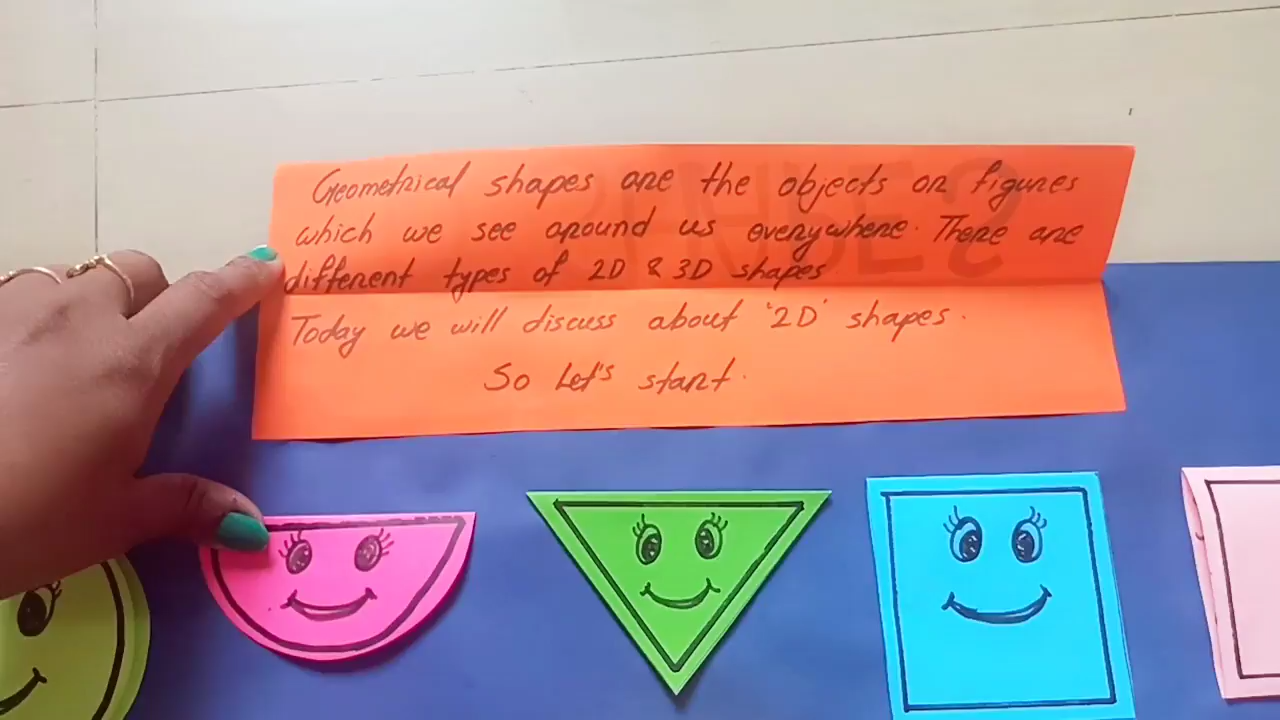 Geometrical shapes are the objects or figures
which we see around us everywhere. There are
different types of 2D & 3D shapes
Today we will discuss about '2D' shapes.
So Let's start.